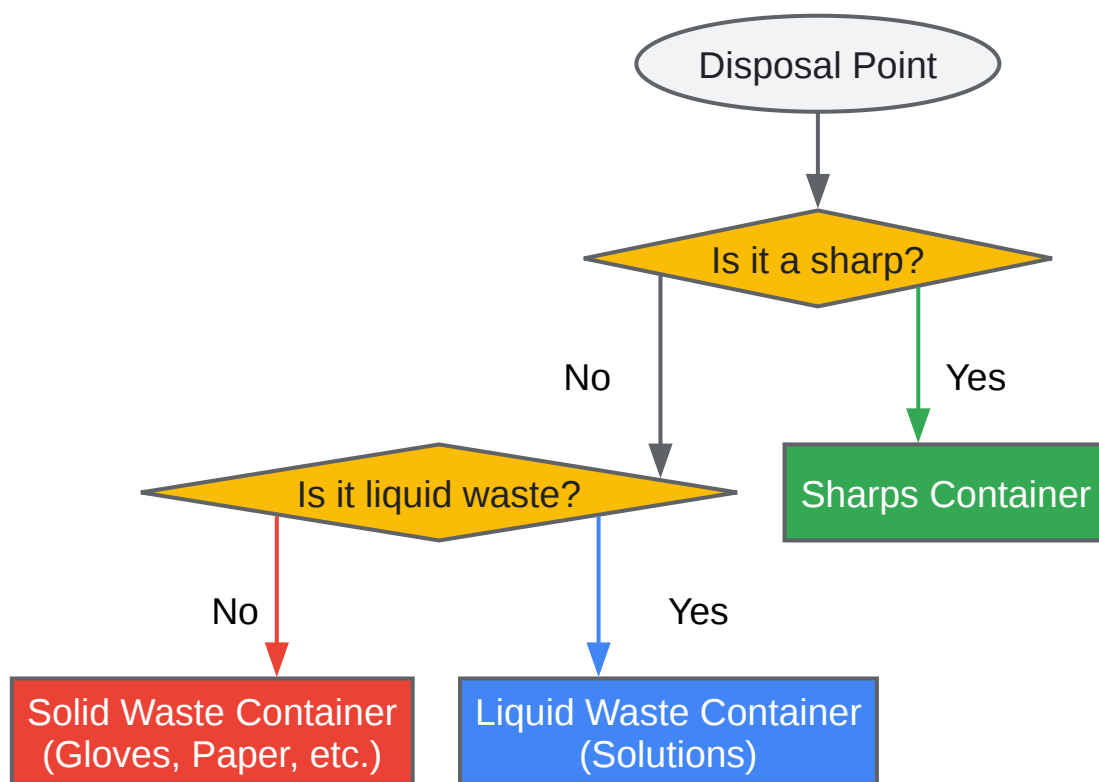 Disposal Point
Is it a sharp?
No
Yes
Is it liquid waste?
Sharps Container
No
Yes
Solid Waste Container
(Gloves, Paper, etc.)
Liquid Waste Container
(Solutions)